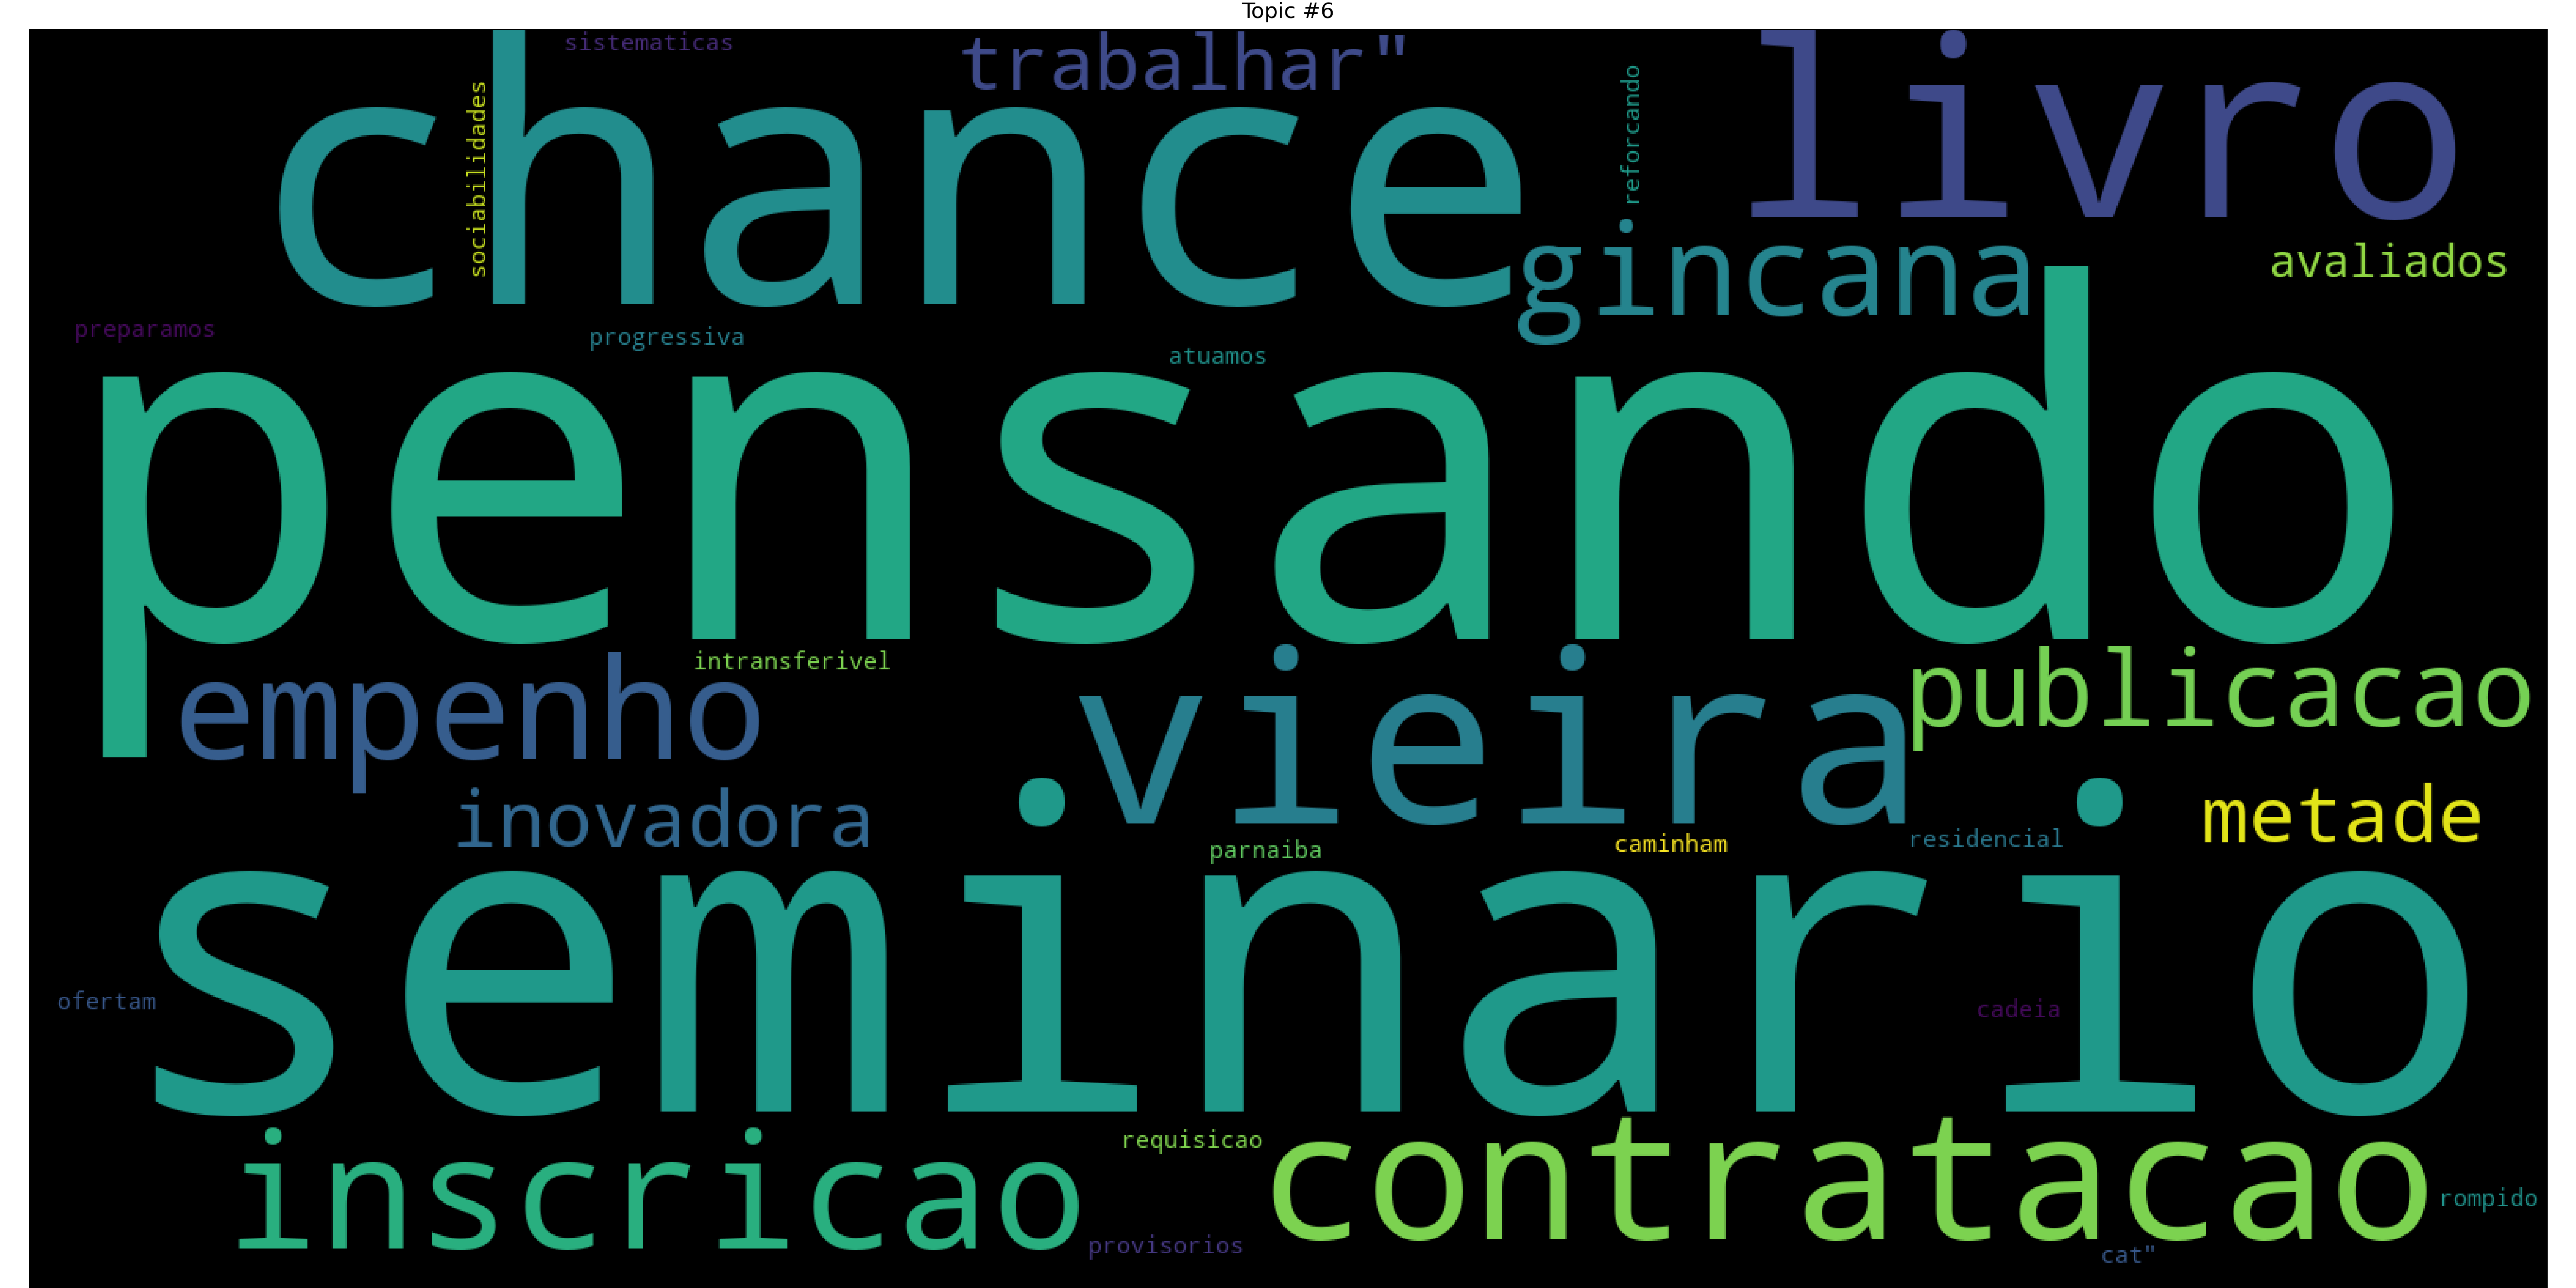 Topic #6
sistematicas
trabalhar"
livro
chance
sociabilidades
reforcando
gincana
avaliados
preparamos
progressiva
atuamos
pensando
intransferivel
empenho
vieira
publicacao
inovadora
metade
parnaiba
caminham
residencial
seminario
ofertam
cadeia
inscricao
requisicao
contratacao
rompido
provisorios
cat"